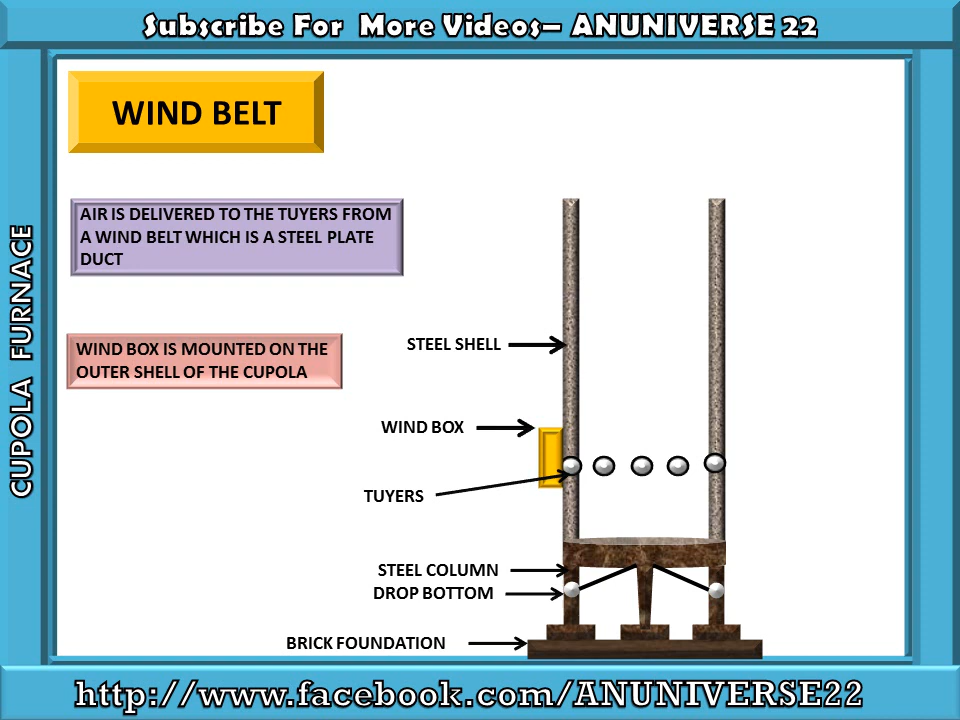 Subscribe For More Videos– ANUNIVERSE 22
WIND BELT
AIR IS DELIVERED TO THE TUYERS FROM
A WIND BELT WHICH IS A STEEL PLATE
DUCT
WIND BOX IS MOUNTED ON THE
OUTER SHELL OF THE CUPOLA
CUPOLA FURNACE
STEEL SHELL
WIND BOX
TUYERS
STEEL COLUMN
DROP BOTTOM
BRICK FOUNDATION
http://www.facebook.com/ANUNIVERSE22